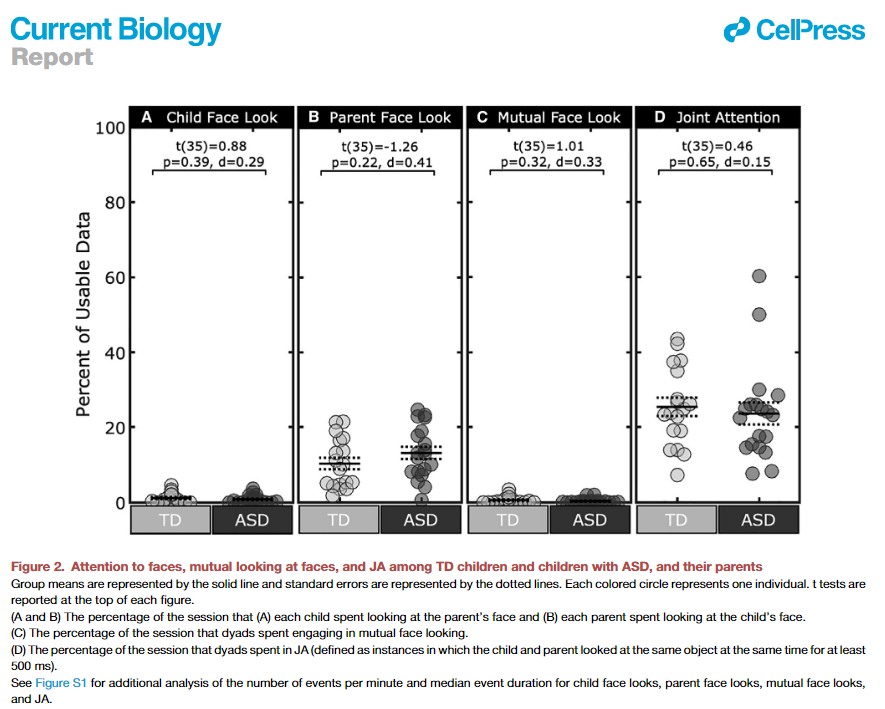 Current Biology
Report
CellPress
A Child Face Look
B Parent Face Look
C Mutual Face Look
D Joint Attention
Percent of Usable Data
100
80
60
40
20
0
t(35)=0.88
p=0.39, d=0.29
t(35)=-1.26
p=0.22, d=0.41
t(35)=1.01
p=0.32, d=0.33
t(35)=0.46
p=0.65, d=0.15
TD
ASD
TD
ASD
TD
ASD
TD
ASD
Figure 2. Attention to faces, mutual looking at faces, and JA among TD children and children with ASD, and their parents
Group means are represented by the solid line and standard errors are represented by the dotted lines. Each colored circle represents one individual. t tests are
reported at the top of each figure.
(A and B) The percentage of the session that (A) each child spent looking at the parent's face and (B) each parent spent looking at the child's face.
(C) The percentage of the session that dyads spent engaging in mutual face looking.
(D) The percentage of the session that dyads spent in JA (defined as instances in which the child and parent looked at the same object at the same time for at least
500 ms).
See Figure S1 for additional analysis of the number of events per minute and median event duration for child face looks, parent face looks, mutual face looks,
and JA.